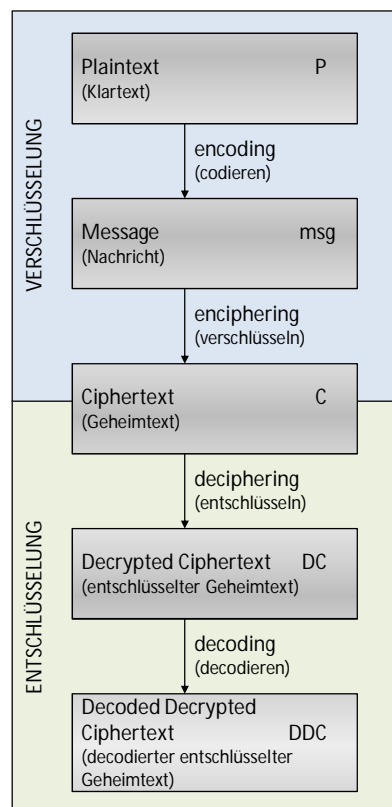 VERSCHLÜSSELUNG
Plaintext P
(Klartext)
encoding
(codieren)
Message msg
(Nachricht)
enciphering
(verschlüsseln)
Ciphertext C
(Geheimtext)
ENTSCHLÜSSELUNG
deciphering
(entschlüsseln)
Decrypted Ciphertext DC
(entschlüsselter Geheimtext)
decoding
(decodieren)
Decoded Decrypted
Ciphertext DDC
(decodierter entschlüsselter
Geheimtext)